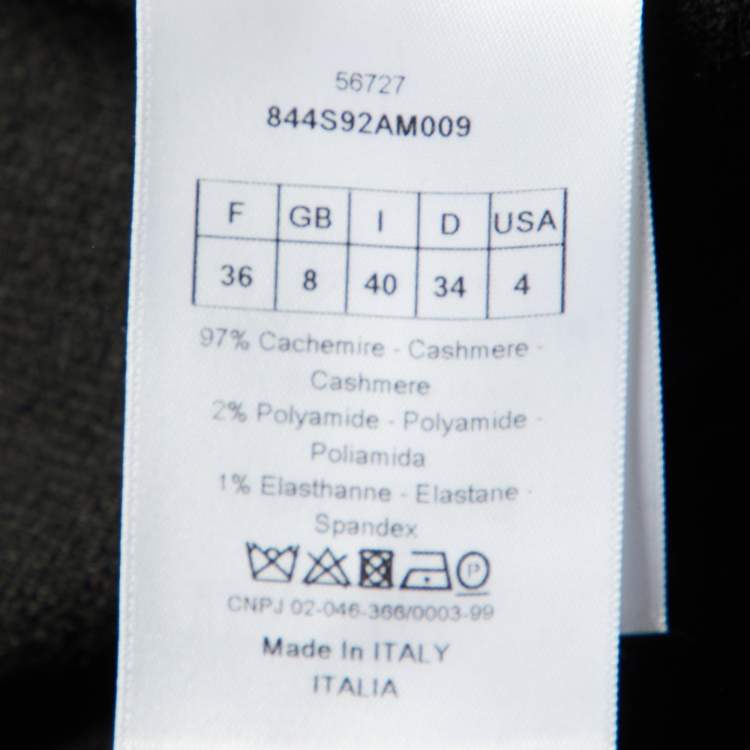 56727
844S92AM009
F GB I D USA
36 8 40 34 4
97% Cachemire - Cashmere -
Cashmere
2% Polyamide - Polyamide -
Poliamida
1% Elasthanne - Elastane -
Spandex
P
CNPJ 02-046-366/0003-99
Made In ITALY
ITALIA